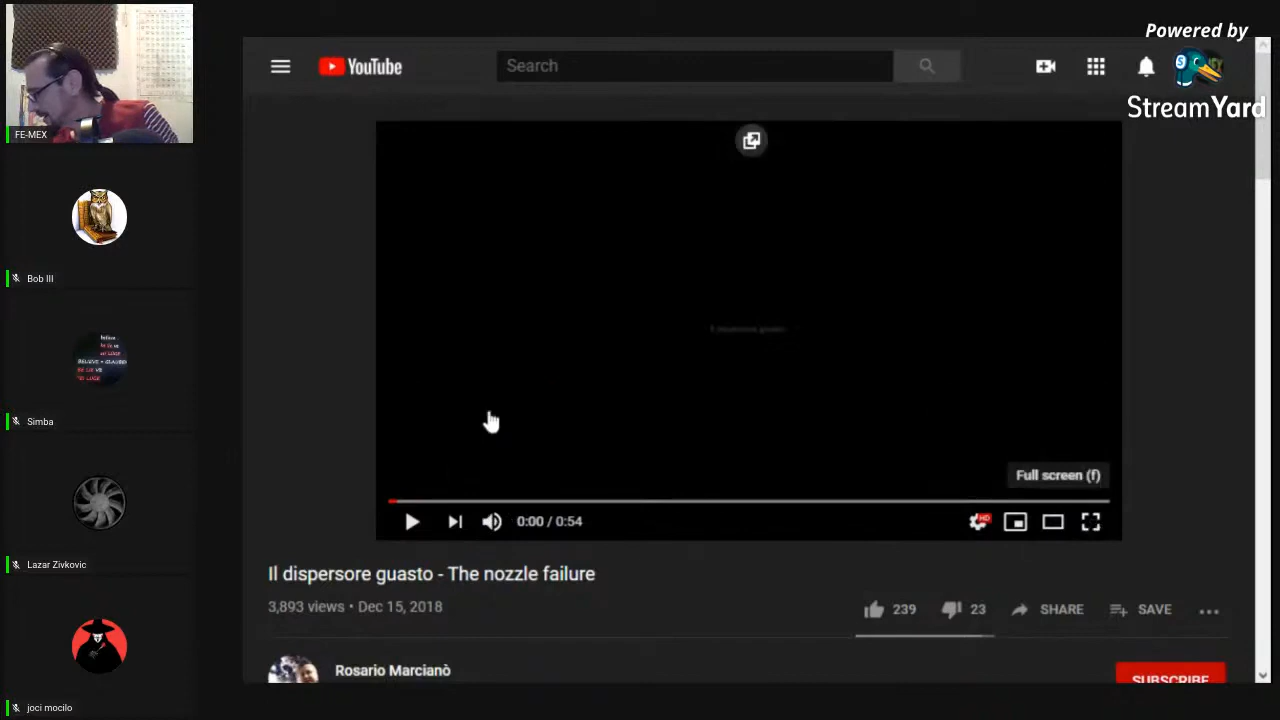 Powered by
StreamYard
YouTube
Search
FE-MEX
Bob III
Simba
Lazar Zivkovic
joci mocilo
Full screen (f)
HD
0:00 / 0:54
Il dispersore guasto - The nozzle failure
3,893 views • Dec 15, 2018
239
23
SHARE
SAVE
Rosario Marcianò
SUBSCRIBE